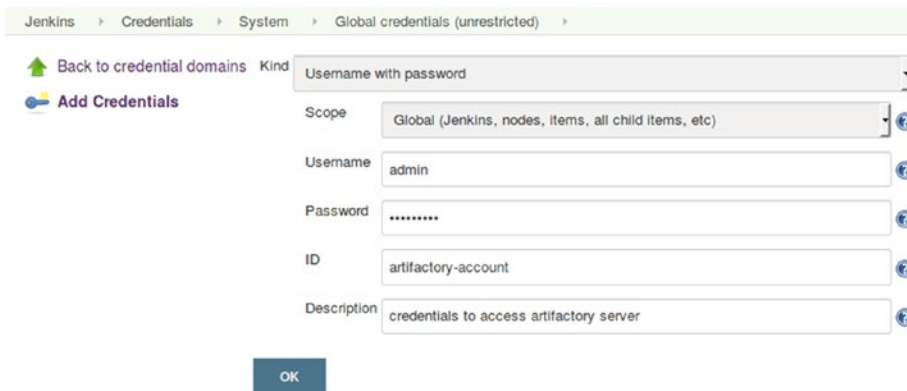 Jenkins Credentials System Global credentials (unrestricted)
Back to credential domains Kind Username with password
Add Credentials
Scope Global (Jenkins, nodes, items, all child items, etc)
Username admin
Password •••••••••
ID artifactory-account
Description credentials to access artifactory server
OK